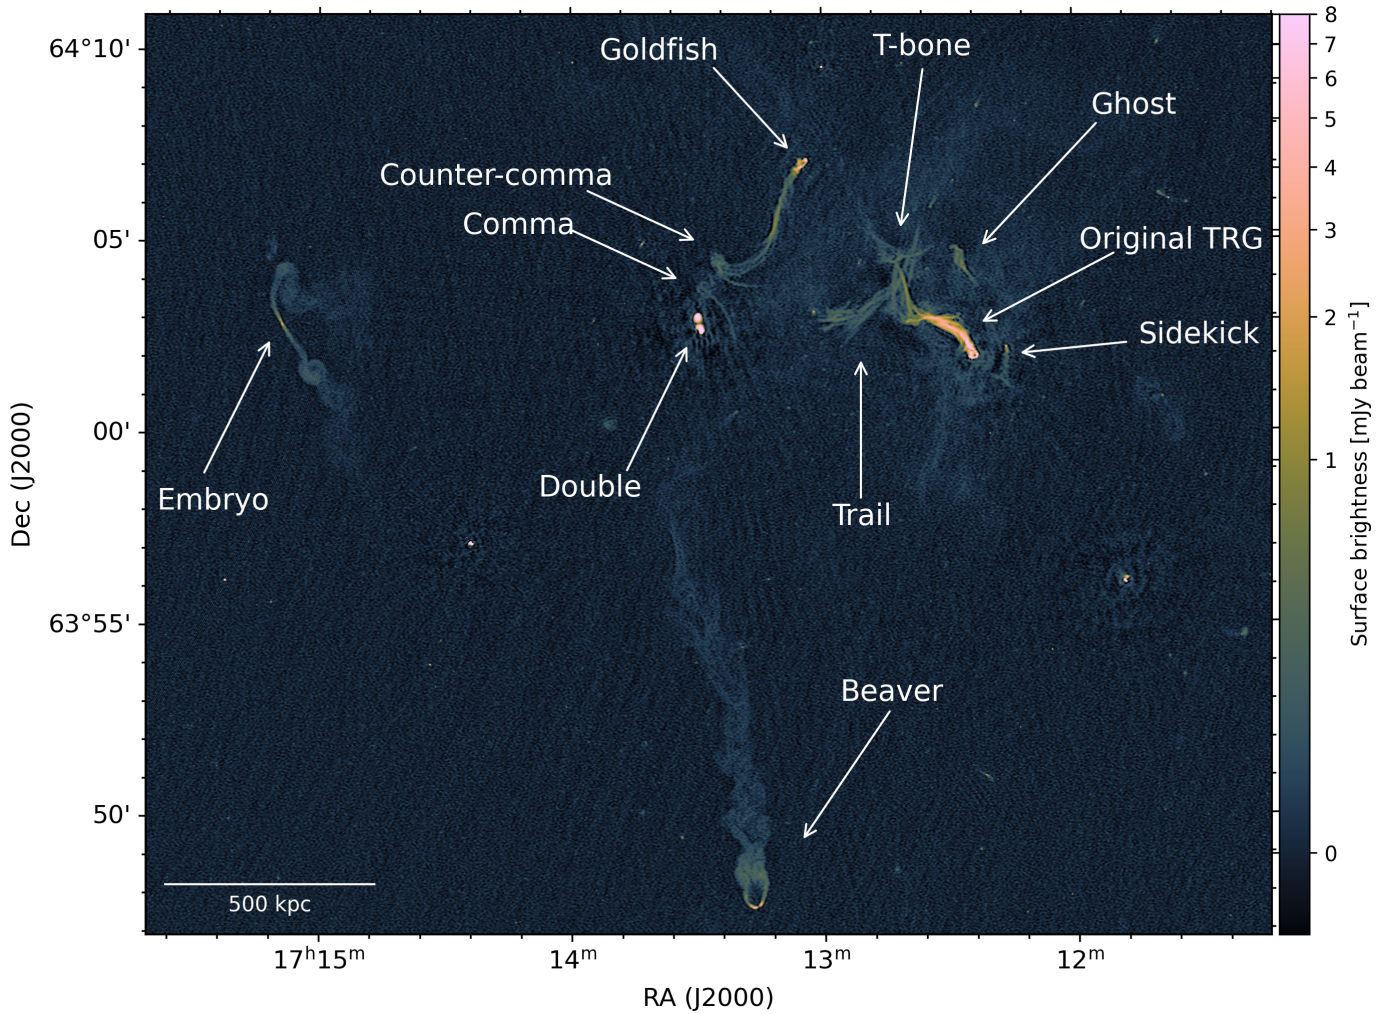 Goldfish
T-bone
Ghost
Counter-comma
Comma
Original TRG
Sidekick
Embryo
Double
Trail
Beaver
500 kpc
64°10'
05'
00'
63°55'
50'
Dec (J2000)
17ʰ15ᵐ
14ᵐ
13ᵐ
12ᵐ
RA (J2000)
8
7
6
5
4
3
2
1
0
Surface brightness [mJy beam⁻¹]